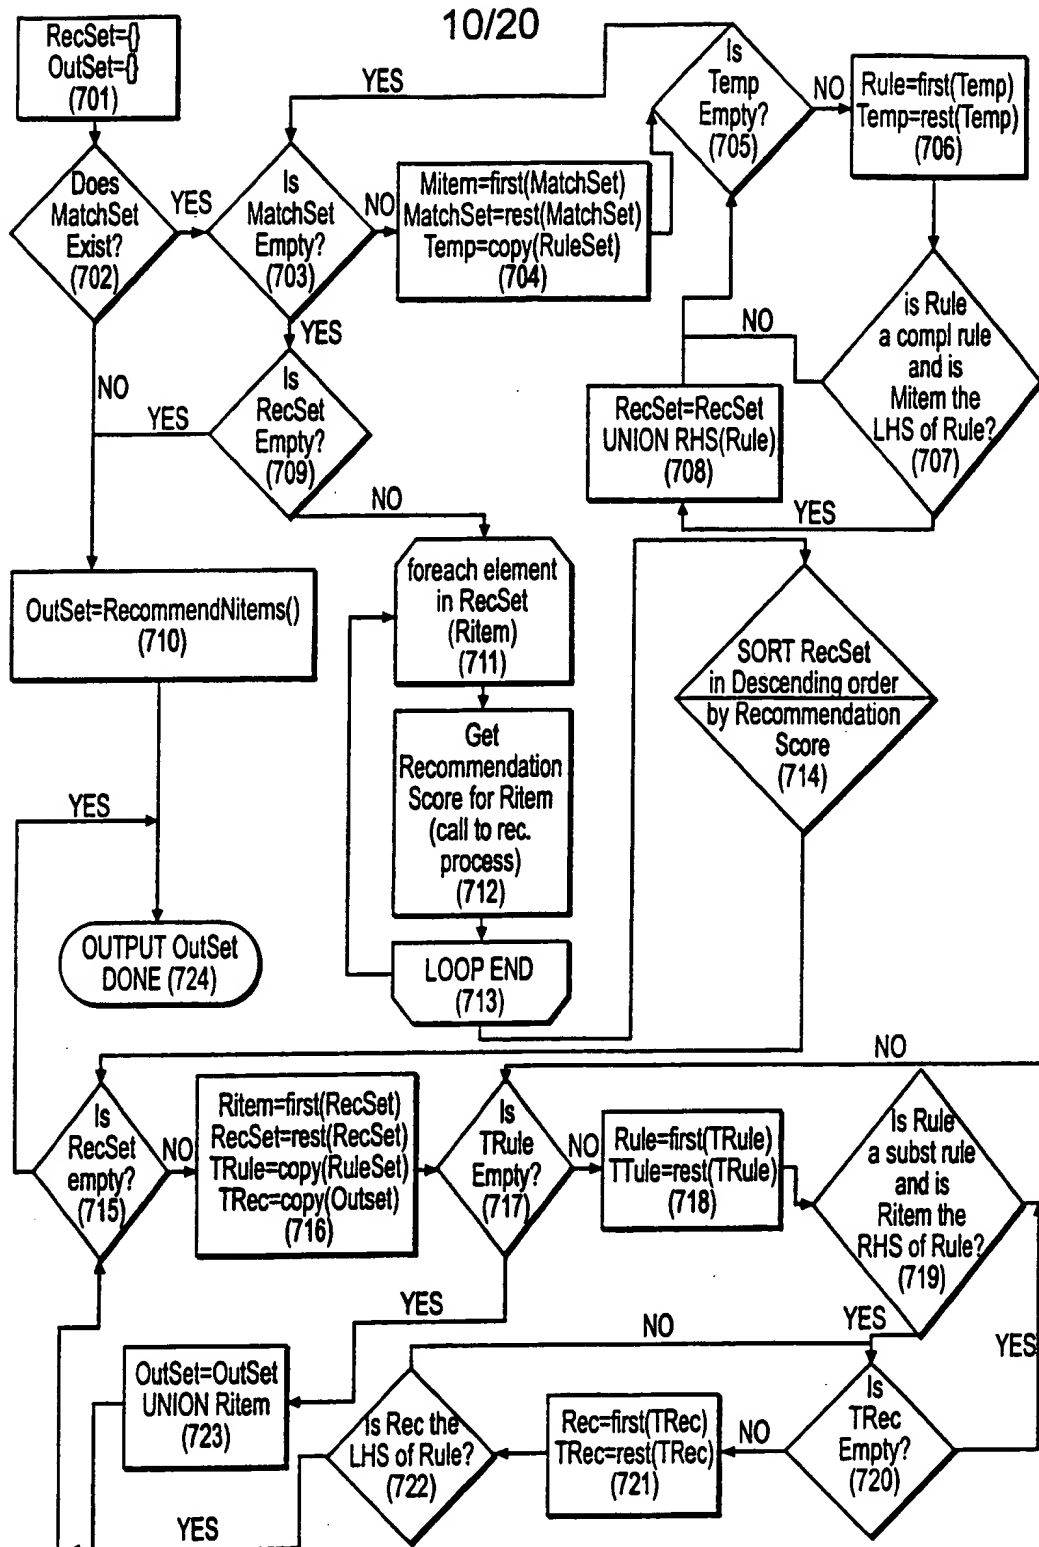 10/20
RecSet={}
OutSet={}
(701)
Does
MatchSet
Exist?
(702)
YES
NO
Is
MatchSet
Empty?
(703)
YES
NO
YES
Mitem=first(MatchSet)
MatchSet=rest(MatchSet)
Temp=copy(RuleSet)
(704)
Is
Temp
Empty?
(705)
NO
Rule=first(Temp)
Temp=rest(Temp)
(706)
is Rule
a compl rule
and is
Mitem the
LHS of Rule?
(707)
NO
YES
RecSet=RecSet
UNION RHS(Rule)
(708)
Is
RecSet
Empty?
(709)
YES
NO
OutSet=RecommendNitems()
(710)
foreach element
in RecSet
(Ritem)
(711)
Get
Recommendation
Score for Ritem
(call to rec.
process)
(712)
LOOP END
(713)
SORT RecSet
in Descending order
by Recommendation
Score
(714)
YES
OUTPUT OutSet
DONE (724)
Is
RecSet
empty?
(715)
NO
Ritem=first(RecSet)
RecSet=rest(RecSet)
TRule=copy(RuleSet)
TRec=copy(Outset)
(716)
Is
TRule
Empty?
(717)
NO
YES
Rule=first(TRule)
TTule=rest(TRule)
(718)
Is Rule
a subst rule
and is
Ritem the
RHS of Rule?
(719)
NO
YES
YES
Is
TRec
Empty?
(720)
NO
Rec=first(TRec)
TRec=rest(TRec)
(721)
Is Rec the
LHS of Rule?
(722)
NO
YES
OutSet=OutSet
UNION Ritem
(723)